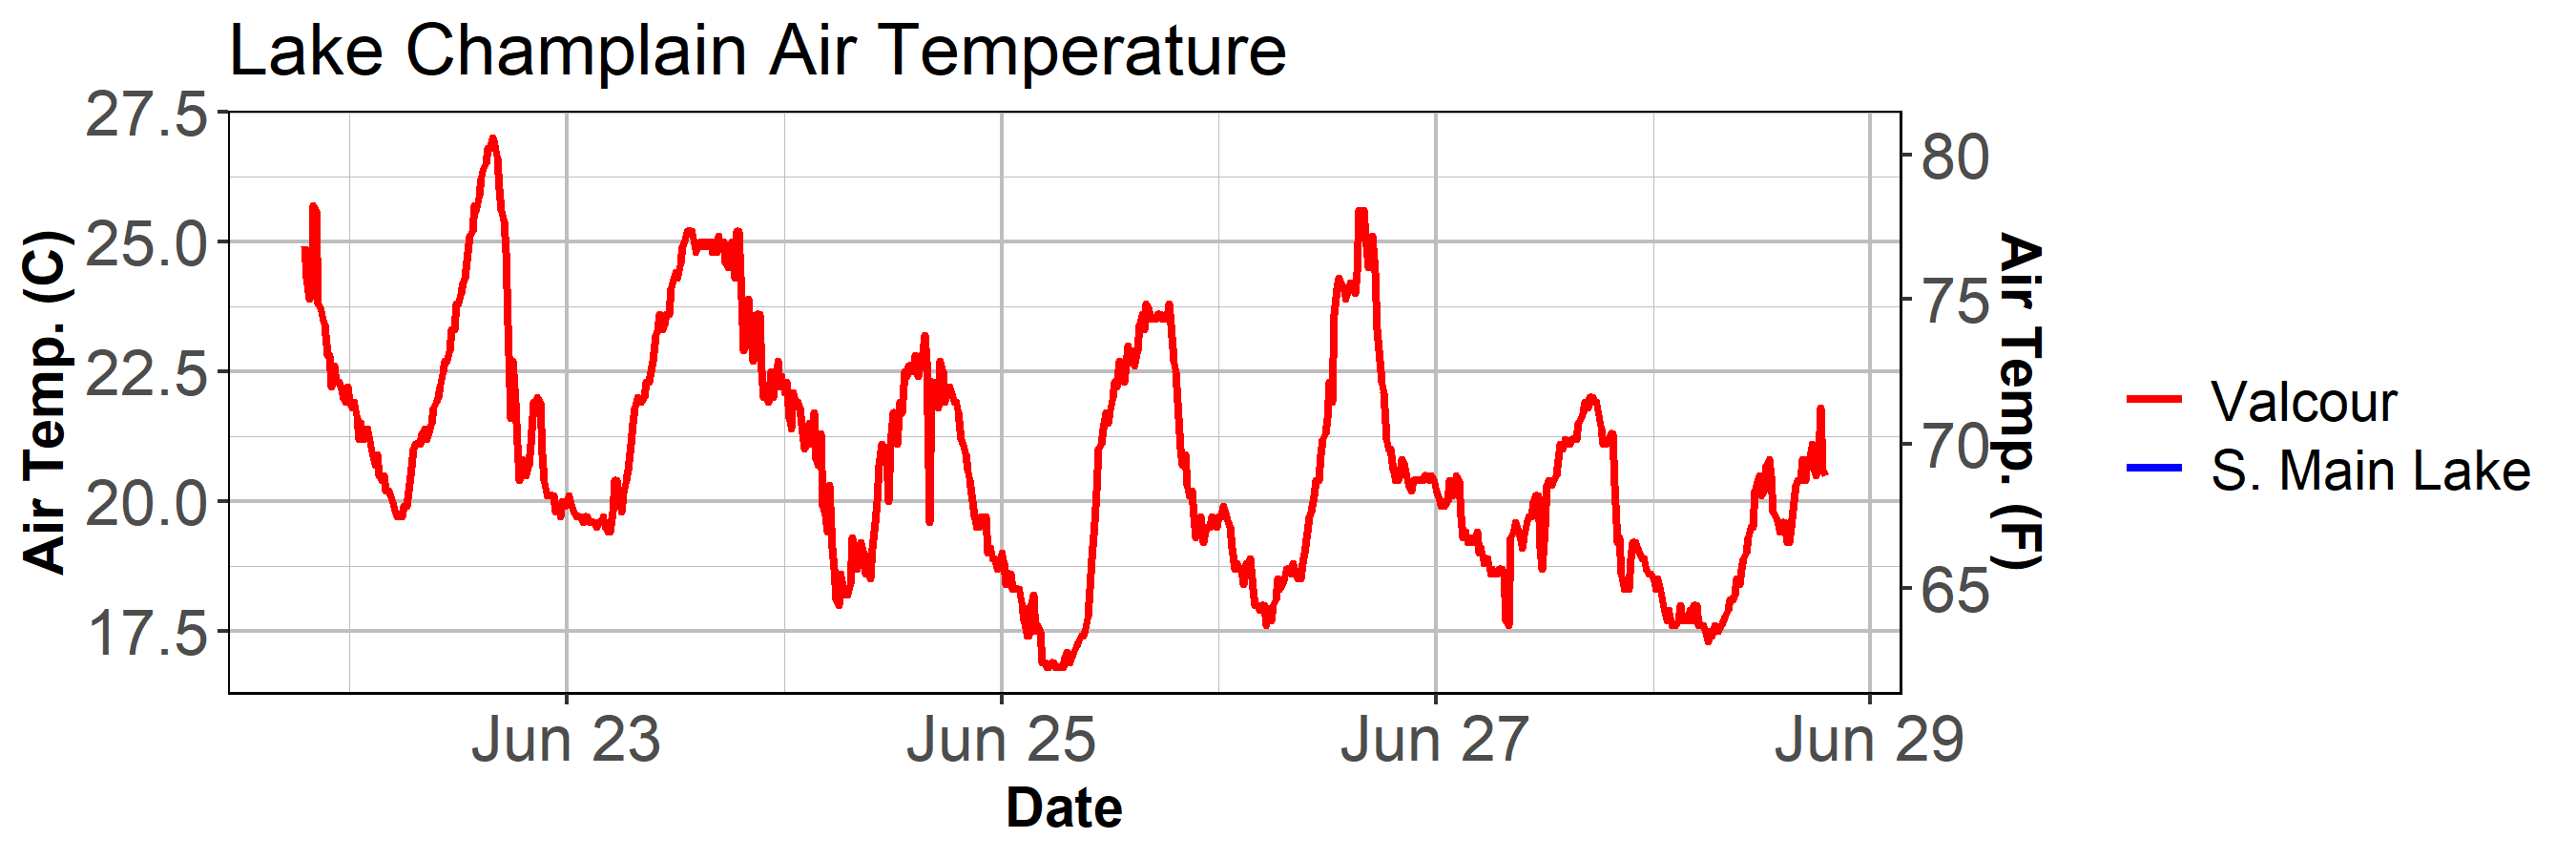 Lake Champlain Air Temperature
27.5
25.0
22.5
20.0
17.5
Air Temp. (C)
80
75
70
65
Air Temp. (F)
Jun 23
Jun 25
Jun 27
Jun 29
Date
Valcour
S. Main Lake